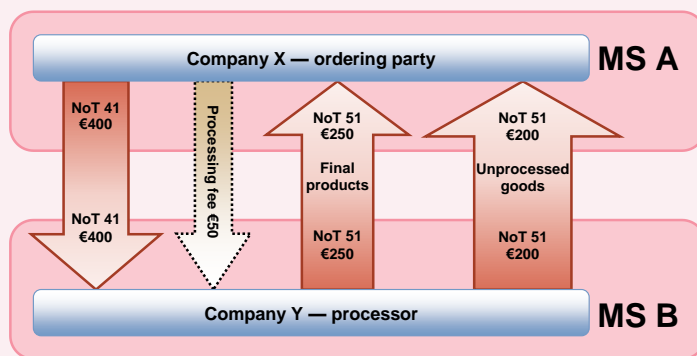 Company X — ordering party
MS A
NoT 41
€400
Processing fee €50
NoT 51
€250
Final
products
NoT 51
€200
Unprocessed
goods
NoT 41
€400
NoT 51
€250
NoT 51
€200
Company Y — processor
MS B